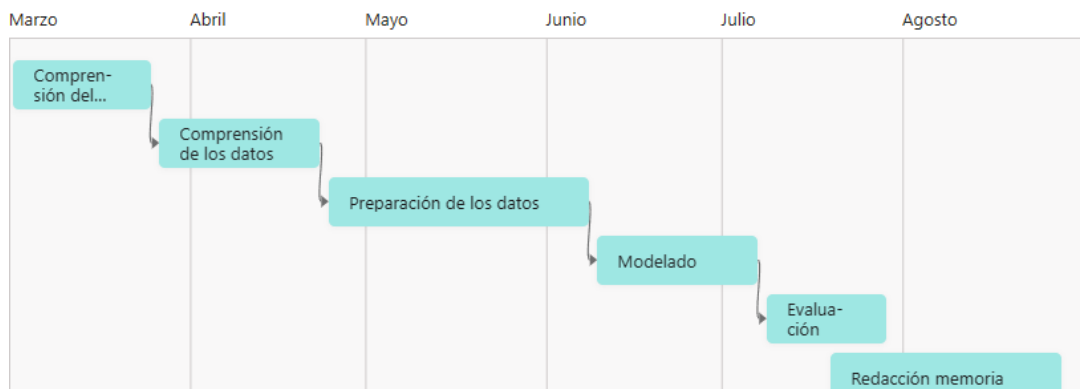 Marzo Abril Mayo Junio Julio Agosto
Compren-
sión del...
Comprensión
de los datos
Preparación de los datos
Modelado
Evalua-
ción
Redacción memoria